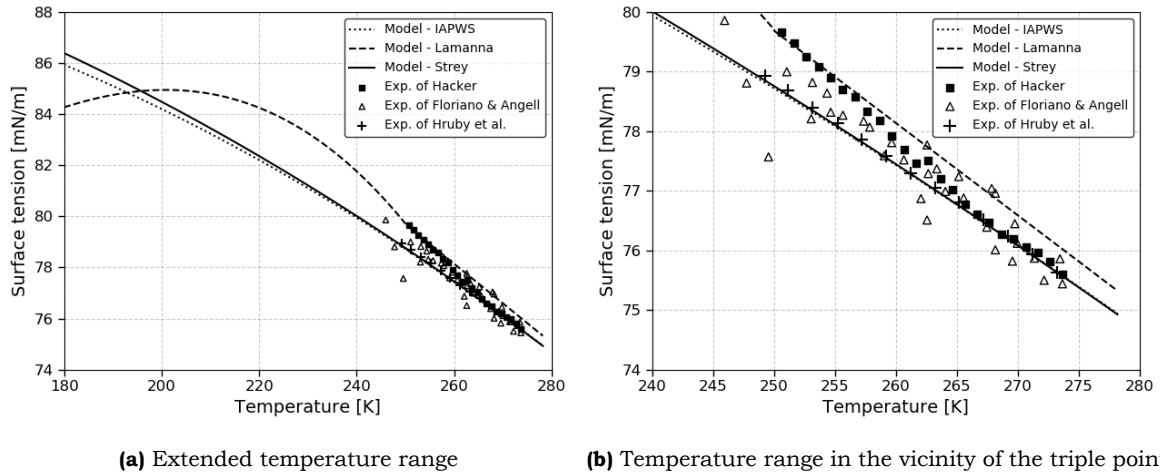 88
86
84
82
80
78
76
74
180
200
220
240
260
280
Surface tension [mN/m]
Temperature [K]
Model - IAPWS
Model - Lamanna
Model - Strey
Exp. of Hacker
Exp. of Floriano & Angell
Exp. of Hruby et al.
(a) Extended temperature range
80
79
78
77
76
75
74
240
245
250
255
260
265
270
275
280
Surface tension [mN/m]
Temperature [K]
Model - IAPWS
Model - Lamanna
Model - Strey
Exp. of Hacker
Exp. of Floriano & Angell
Exp. of Hruby et al.
(b) Temperature range in the vicinity of the triple poin